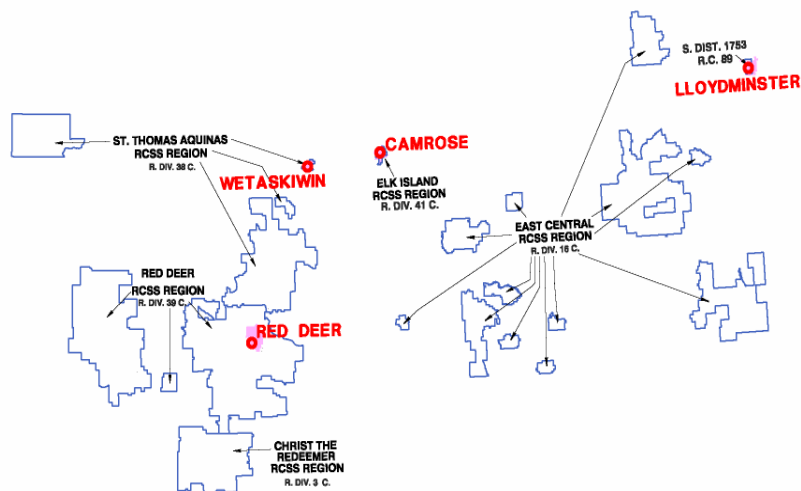 S. DIST. 1753
R.C. 89
LLOYDMINSTER
ST. THOMAS AQUINAS
RCSS REGION
R. DIV. 38 C.
WETASKIWIN
CAMROSE
ELK ISLAND
RCSS REGION
R. DIV. 41 C.
EAST CENTRAL
RCSS REGION
R. DIV. 16 C.
RED DEER
RCSS REGION
R. DIV. 39 C.
RED DEER
CHRIST THE
REDEEMER
RCSS REGION
R. DIV. 3 C.